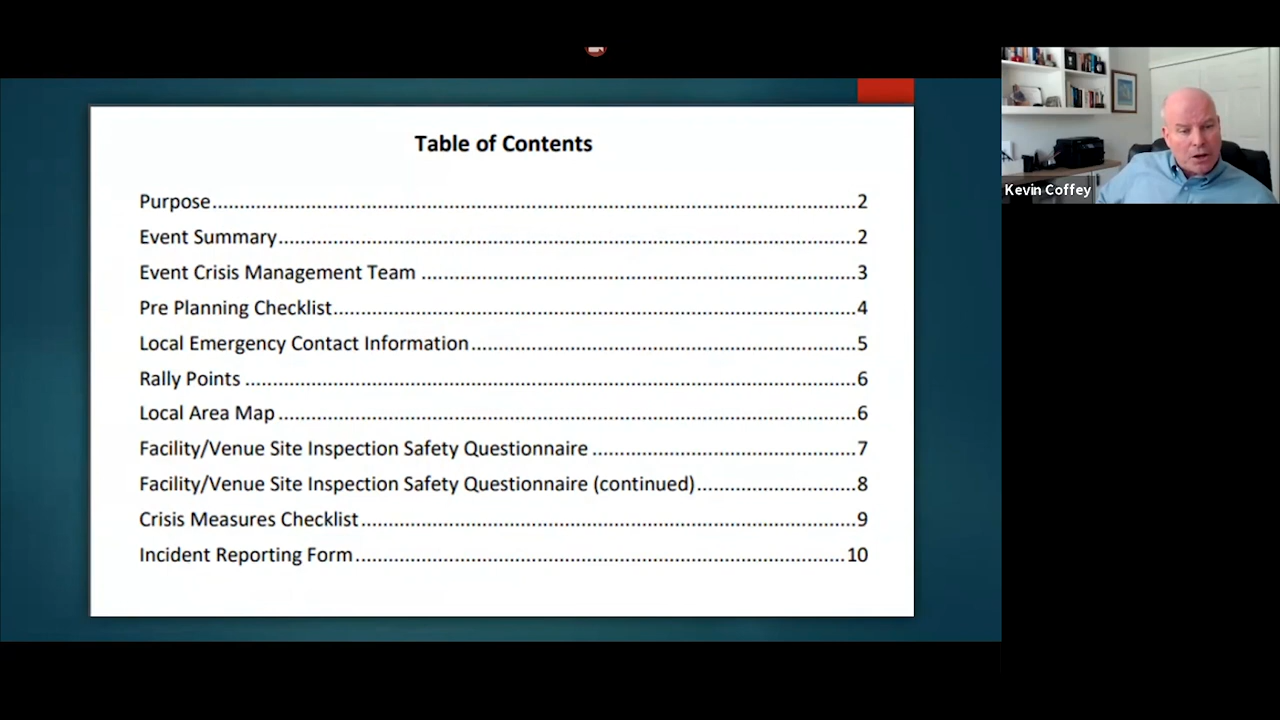 Table of Contents
Purpose....................................................................................................................2
Event Summary........................................................................................................2
Event Crisis Management Team ..............................................................................3
Pre Planning Checklist..............................................................................................4
Local Emergency Contact Information.....................................................................5
Rally Points ..............................................................................................................6
Local Area Map ........................................................................................................6
Facility/Venue Site Inspection Safety Questionnaire ...............................................7
Facility/Venue Site Inspection Safety Questionnaire (continued).............................8
Crisis Measures Checklist.........................................................................................9
Incident Reporting Form........................................................................................10
Kevin Coffey